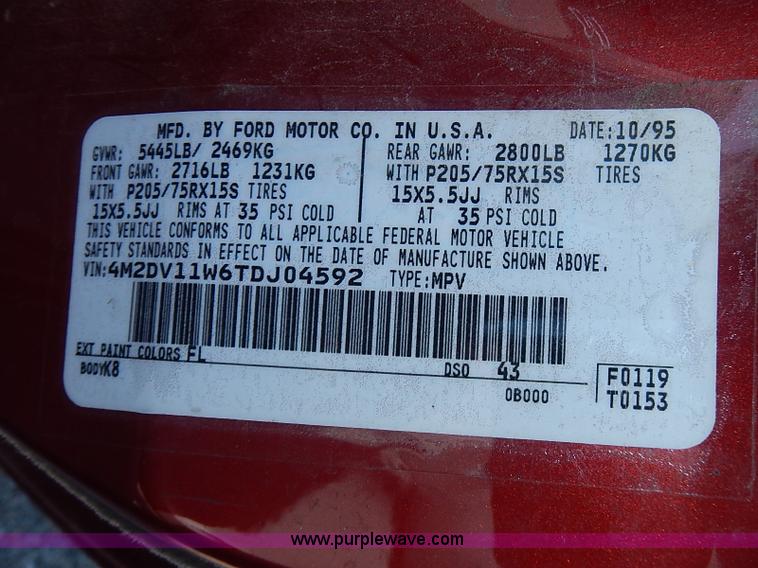 MFD. BY FORD MOTOR CO. IN U.S.A. DATE: 10/95
GVWR: 5445LB/ 2469KG REAR GAWR: 2800LB 1270KG
FRONT GAWR: 2716LB 1231KG WITH P205/75RX15S TIRES
WITH P205/75RX15S TIRES 15X5.5JJ RIMS
15X5.5JJ RIMS AT 35 PSI COLD AT 35 PSI COLD
THIS VEHICLE CONFORMS TO ALL APPLICABLE FEDERAL MOTOR VEHICLE
SAFETY STANDARDS IN EFFECT ON THE DATE OF MANUFACTURE SHOWN ABOVE.
VIN: 4M2DV11W6TDJ04592 TYPE: MPV
EXT PAINT COLORS FL DSO 43 F0119
BODY K8 0B000 T0153
www.purplewave.com